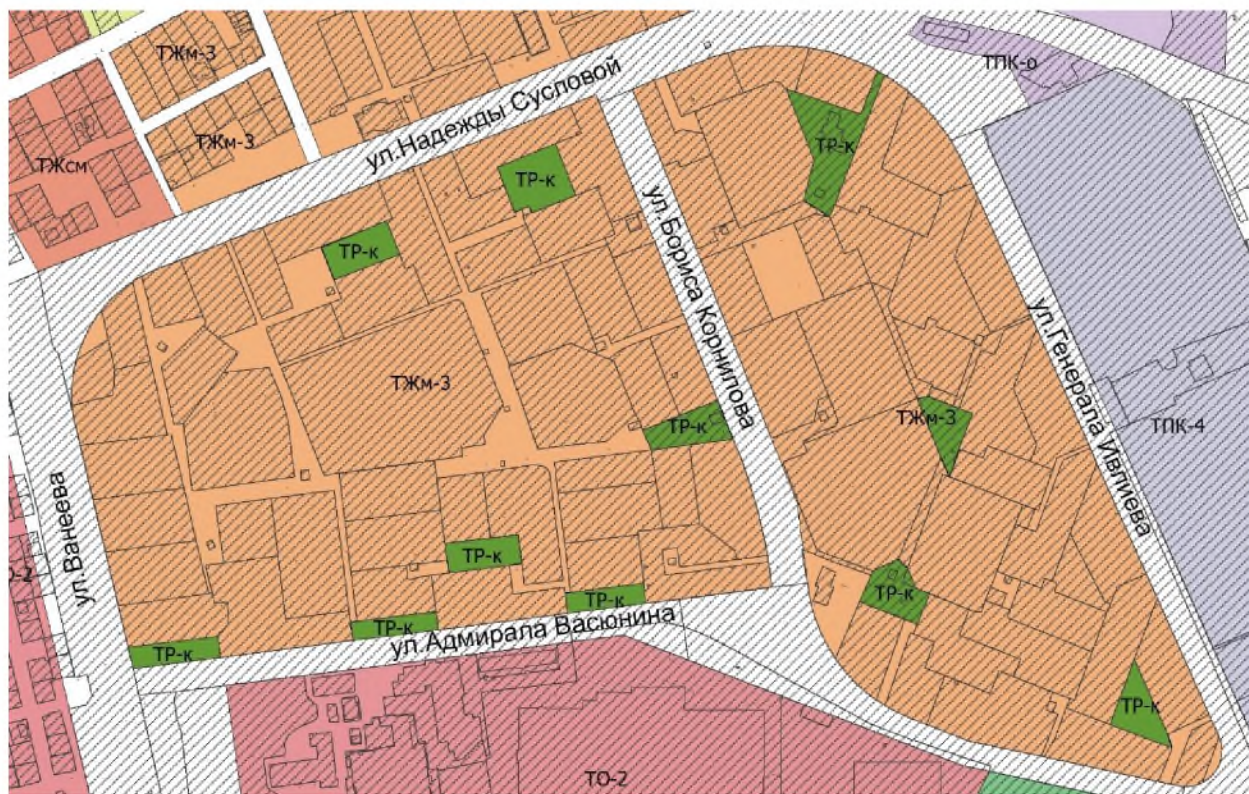 ТЖм-3
ТПК-о
ул.Надежды Сусловой
ТЖм-3
ТР-к
ТЖсм
ТР-к
ул.Бориса Корнилова
ТР-к
ул.Генерала Ивлиева
ТЖм-3
ТЖм-3
ТР-к
ТПК-4
ул.Ванеева
О-2
ТР-к
ТР-к
ТР-к
ТР-к
ул.Адмирала Васюнина
ТР-к
ТР-к
ТО-2